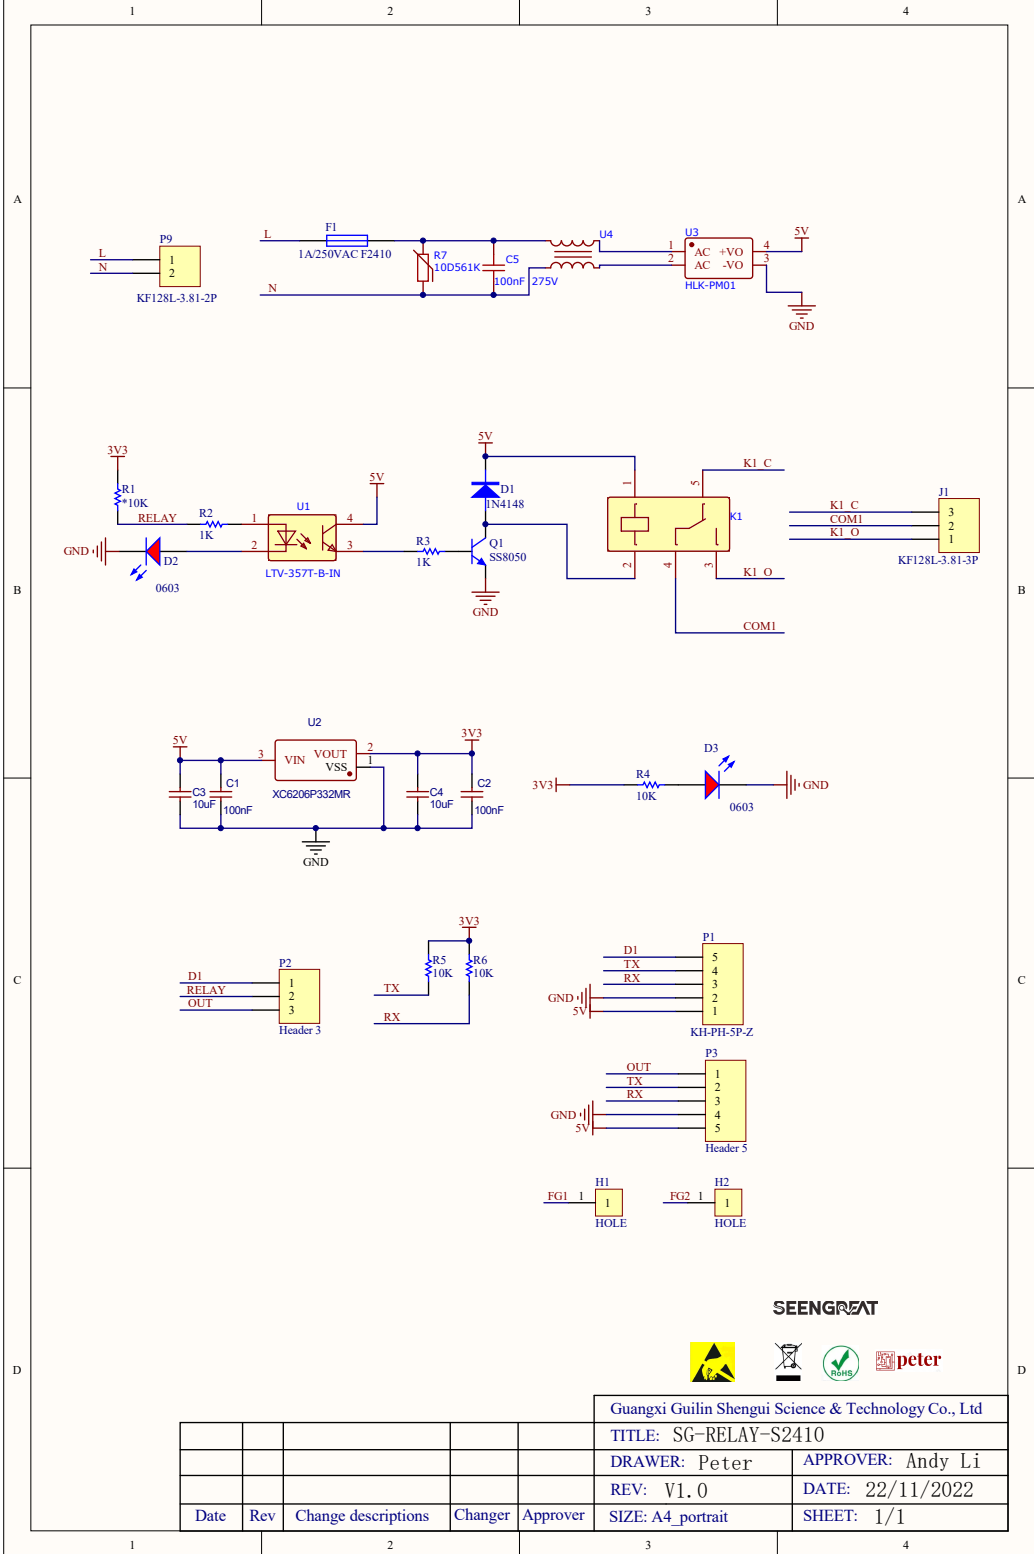 1 2 3 4
A A
P9
L 1
N 2
KF128L-3.81-2P
L F1
1A/250VAC F2410
N
R7
10D561K
C5
100nF 275V
U4
U3
1 AC +VO 4
2 AC -VO 3
HLK-PM01
5V
GND
3V3
R1
*10K
RELAY R2
1K
GND
D2
0603
U1
1 4
2 3
LTV-357T-B-IN
5V
R3
1K
5V
D1
1N4148
Q1
SS8050
GND
1 5
K1
2 4 3
K1_C
K1_O
COM1
J1
K1_C 3
COM1 2
K1_O 1
KF128L-3.81-3P
B B
U2
5V
3 VIN VOUT 2
VSS 1
XC6206P332MR
3V3
C3
10uF
C1
100nF
C4
10uF
C2
100nF
GND
D3
3V3 R4 GND
10K
0603
P2
D1 1
RELAY 2
OUT 3
Header 3
3V3
R5
10K
R6
10K
TX
RX
P1
D1 5
TX 4
RX 3
GND 2
5V 1
KH-PH-5P-Z
C C
P3
OUT 1
TX 2
RX 3
GND 4
5V 5
Header 5
H1
FG1 1 1
HOLE
H2
FG2 1 1
HOLE
SEENGREAT
RoHS
peter
D D
Guangxi Guilin Shengui Science & Technology Co., Ltd
TITLE: SG-RELAY-S2410
DRAWER: Peter APPROVER: Andy Li
REV: V1.0 DATE: 22/11/2022
Date Rev Change descriptions Changer Approver SIZE: A4_portrait SHEET: 1/1
1 2 3 4